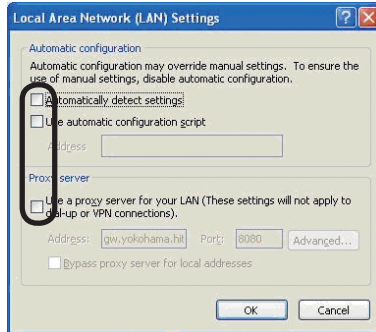 Local Area Network (LAN) Settings
Automatic configuration
Automatic configuration may override manual settings. To ensure the
use of manual settings, disable automatic configuration.
Automatically detect settings
Use automatic configuration script
Address
Proxy server
Use a proxy server for your LAN (These settings will not apply to
dial-up or VPN connections).
Address: gw.yokohama.hit Port: 8080 Advanced...
Bypass proxy server for local addresses
OK Cancel